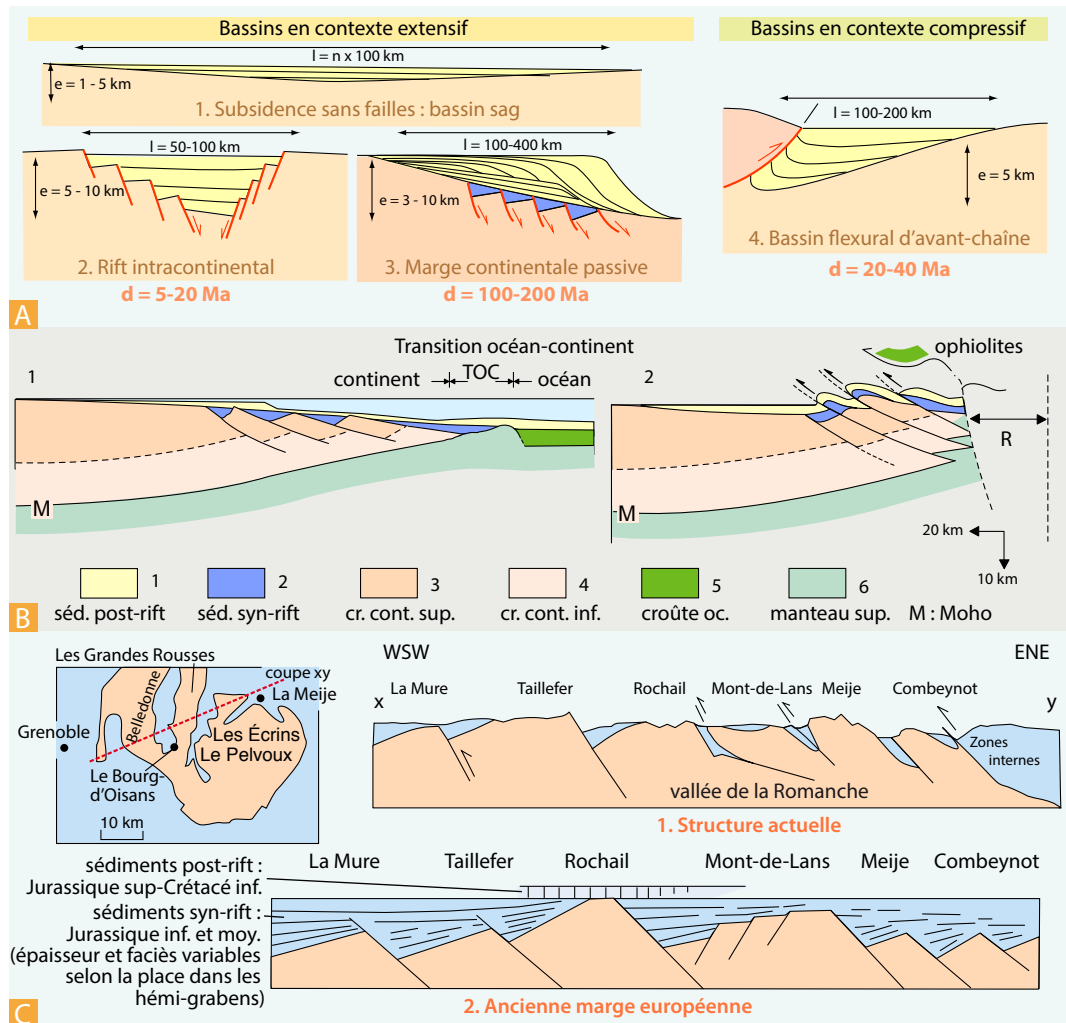 Bassins en contexte extensif
Bassins en contexte compressif
l = n x 100 km
e = 1 - 5 km
1. Subsidence sans failles : bassin sag
l = 50-100 km
e = 5 - 10 km
2. Rift intracontinental
d = 5-20 Ma
l = 100-400 km
e = 3 - 10 km
3. Marge continentale passive
d = 100-200 Ma
l = 100-200 km
e = 5 km
4. Bassin flexural d’avant-chaîne
d = 20-40 Ma
A
1
Transition océan-continent
continent
TOC
océan
M
2
ophiolites
R
M
20 km
10 km
1
séd. post-rift
2
séd. syn-rift
3
cr. cont. sup.
4
cr. cont. inf.
5
croûte oc.
6
manteau sup.
M : Moho
B
Les Grandes Rousses
coupe xy
La Meije
Belledonne
Grenoble
Les Écrins
Le Pelvoux
Le Bourg-
d’Oisans
10 km
WSW
ENE
x
La Mure
Taillefer
Rochail
Mont-de-Lans
Meije
Combeynot
y
Zones
internes
vallée de la Romanche
1. Structure actuelle
sédiments post-rift :
Jurassique sup-Crétacé inf.
sédiments syn-rift :
Jurassique inf. et moy.
(épaisseur et faciès variables
selon la place dans les
hémi-grabens)
La Mure
Taillefer
Rochail
Mont-de-Lans
Meije
Combeynot
2. Ancienne marge européenne
C